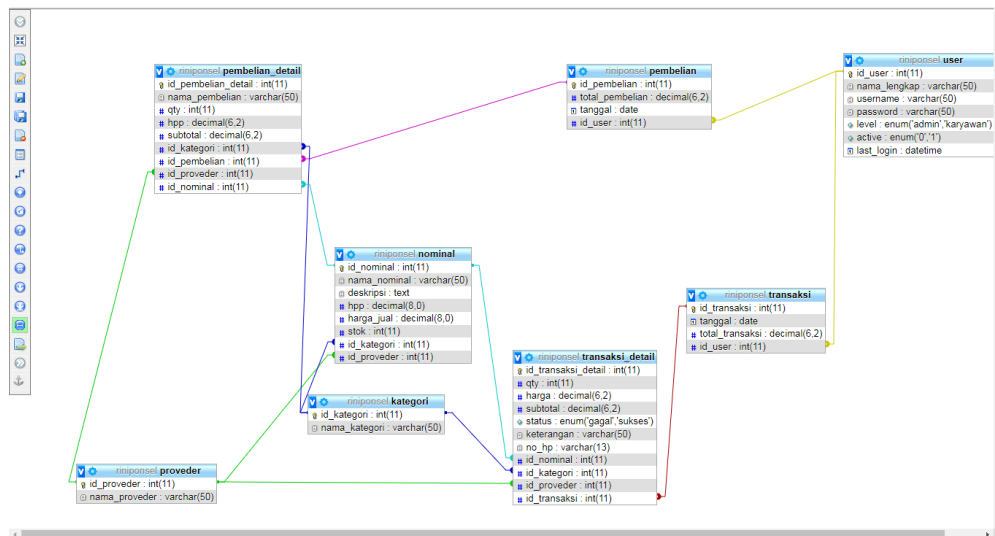 riniponsel pembelian_detail
id_pembelian_detail : int(11)
nama_pembelian : varchar(50)
qty : int(11)
hpp : decimal(6,2)
subtotal : decimal(6,2)
id_kategori : int(11)
id_pembelian : int(11)
id_proveder : int(11)
id_nominal : int(11)
riniponsel pembelian
id_pembelian : int(11)
total_pembelian : decimal(6,2)
tanggal : date
id_user : int(11)
riniponsel user
id_user : int(11)
nama_lengkap : varchar(50)
username : varchar(50)
password : varchar(50)
level : enum('admin','karyawan')
active : enum('0','1')
last_login : datetime
riniponsel nominal
id_nominal : int(11)
nama_nominal : varchar(50)
deskripsi : text
hpp : decimal(8,0)
harga_jual : decimal(8,0)
stok : int(11)
id_kategori : int(11)
id_proveder : int(11)
riniponsel transaksi
id_transaksi : int(11)
tanggal : date
total_transaksi : decimal(6,2)
id_user : int(11)
riniponsel transaksi_detail
id_transaksi_detail : int(11)
qty : int(11)
harga : decimal(6,2)
subtotal : decimal(6,2)
status : enum('gagal','sukses')
keterangan : varchar(50)
no_hp : varchar(13)
id_nominal : int(11)
id_kategori : int(11)
id_proveder : int(11)
id_transaksi : int(11)
riniponsel kategori
id_kategori : int(11)
nama_kategori : varchar(50)
riniponsel proveder
id_proveder : int(11)
nama_proveder : varchar(50)